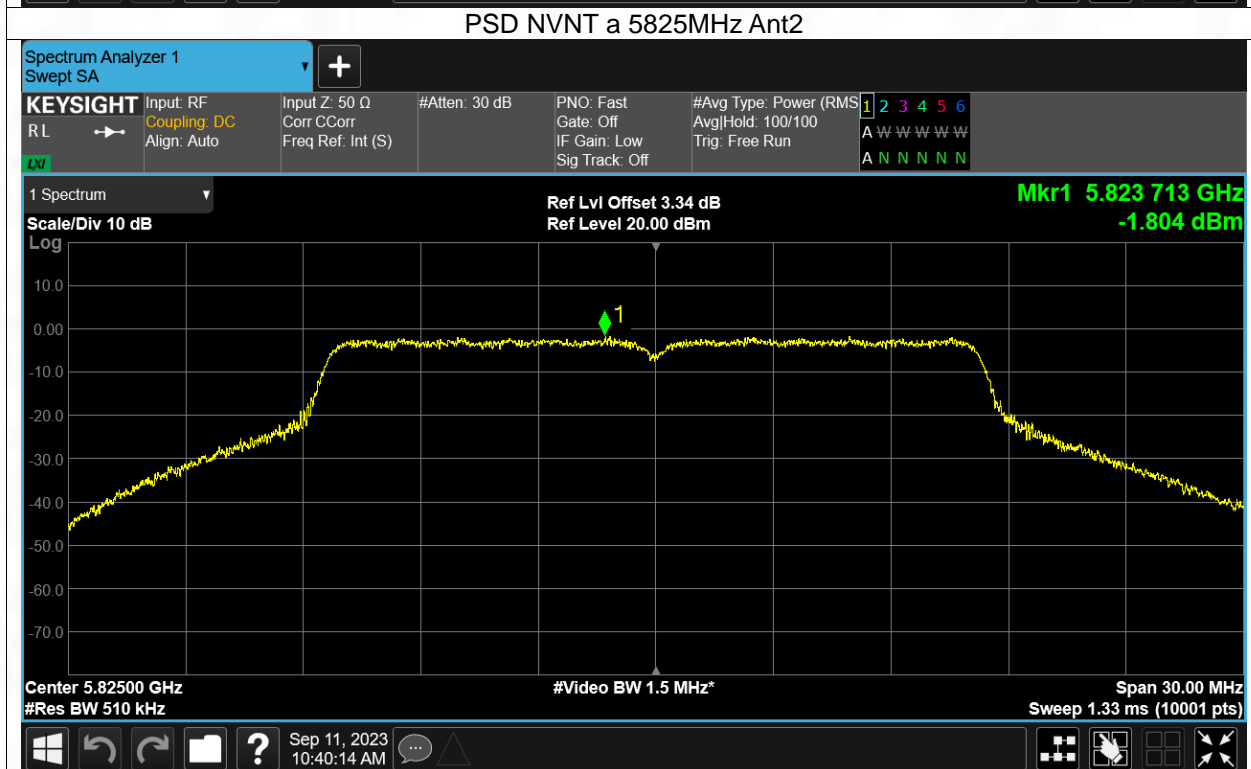 PSD NVNT a 5825MHz Ant2
Spectrum Analyzer 1
Swept SA
KEYSIGHT
RL
LXI
Input: RF
Coupling: DC
Align: Auto
Input Z: 50 Ω
Corr CCorr
Freq Ref: Int (S)
#Atten: 30 dB
PNO: Fast
Gate: Off
IF Gain: Low
Sig Track: Off
#Avg Type: Power (RMS
Avg|Hold: 100/100
Trig: Free Run
1 2 3 4 5 6
A W W W W W
A N N N N N
1 Spectrum
Scale/Div 10 dB
Ref Lvl Offset 3.34 dB
Ref Level 20.00 dBm
Mkr1 5.823 713 GHz
-1.804 dBm
Log
10.0
0.00
-10.0
-20.0
-30.0
-40.0
-50.0
-60.0
-70.0
1
Center 5.82500 GHz
#Res BW 510 kHz
#Video BW 1.5 MHz*
Span 30.00 MHz
Sweep 1.33 ms (10001 pts)
?
Sep 11, 2023
10:40:14 AM